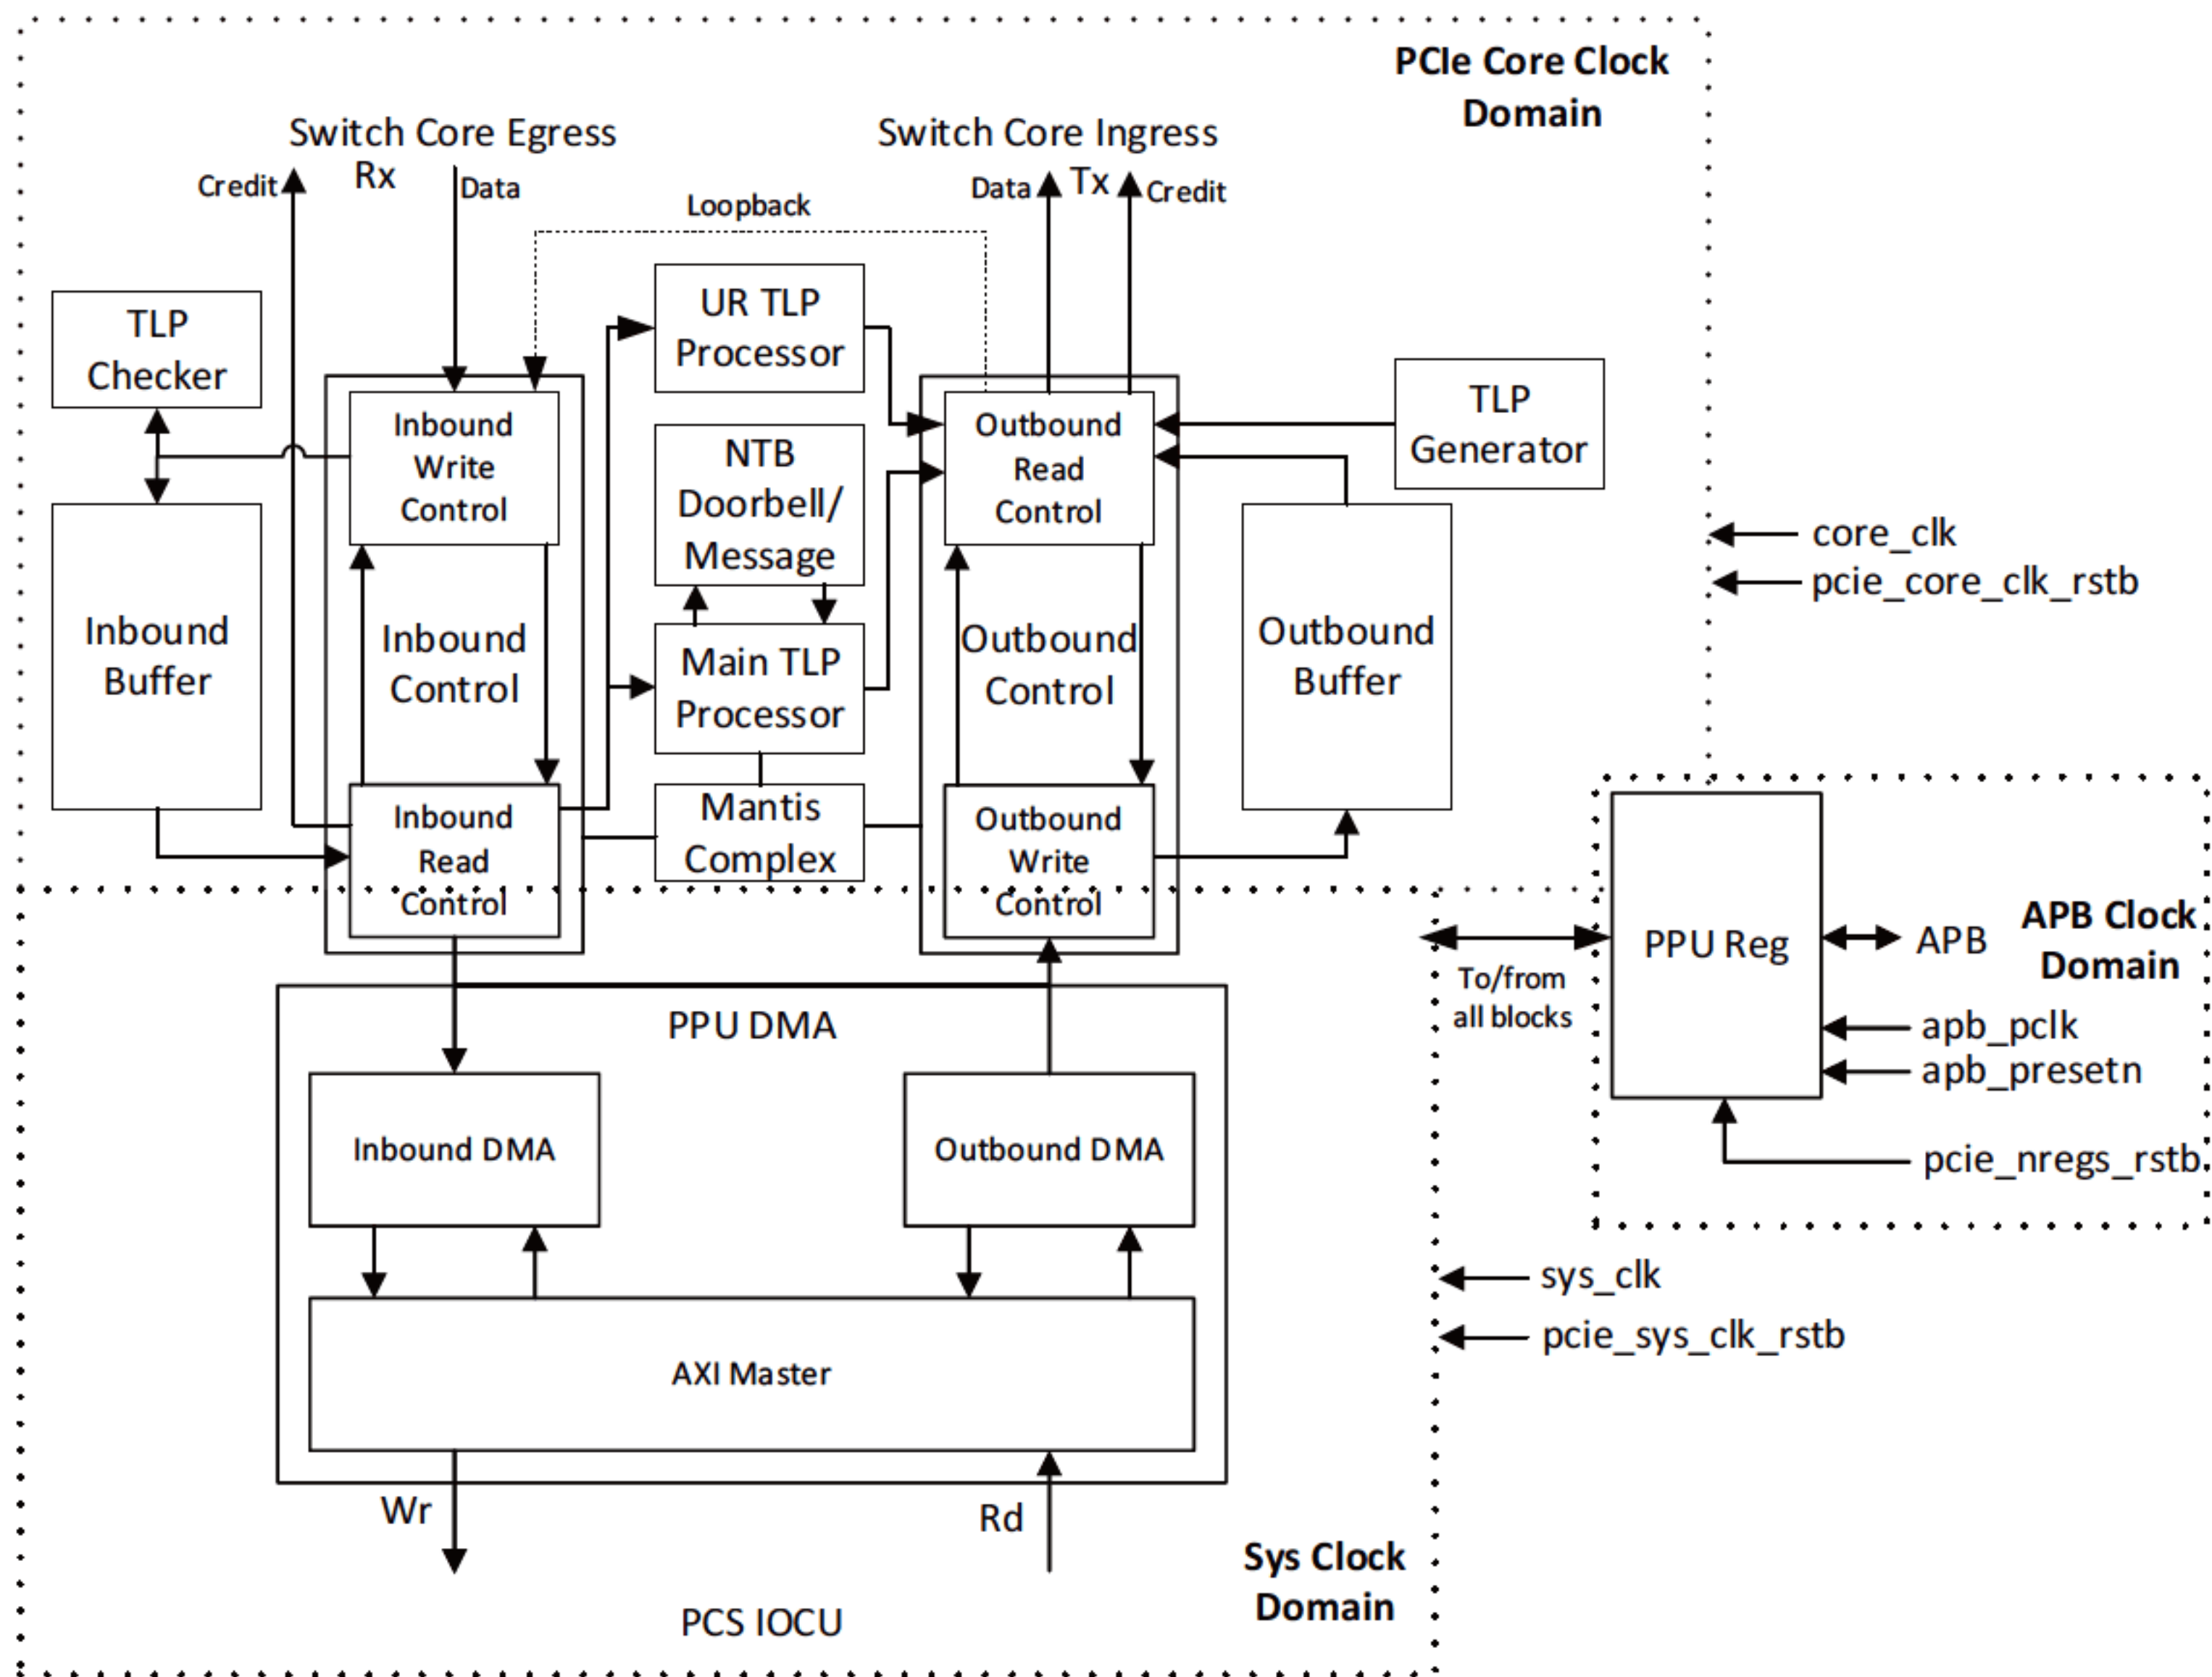 PCIe Core Clock
Domain
Switch Core Egress
Rx
Credit
Data
Switch Core Ingress
Data
Tx
Credit
Loopback
TLP
Checker
UR TLP
Processor
Inbound
Write
Control
NTB
Doorbell/
Message
Outbound
Read
Control
TLP
Generator
core_clk
pcie_core_clk_rstb
Inbound
Buffer
Inbound
Control
Main TLP
Processor
Outbound
Control
Outbound
Buffer
Inbound
Read
Control
Mantis
Complex
Outbound
Write
Control
To/from
all blocks
PPU Reg
APB
APB Clock
Domain
apb_pclk
apb_presetn
pcie_nregs_rstb
PPU DMA
Inbound DMA
Outbound DMA
AXI Master
sys_clk
pcie_sys_clk_rstb
Wr
Rd
Sys Clock
Domain
PCS IOCU